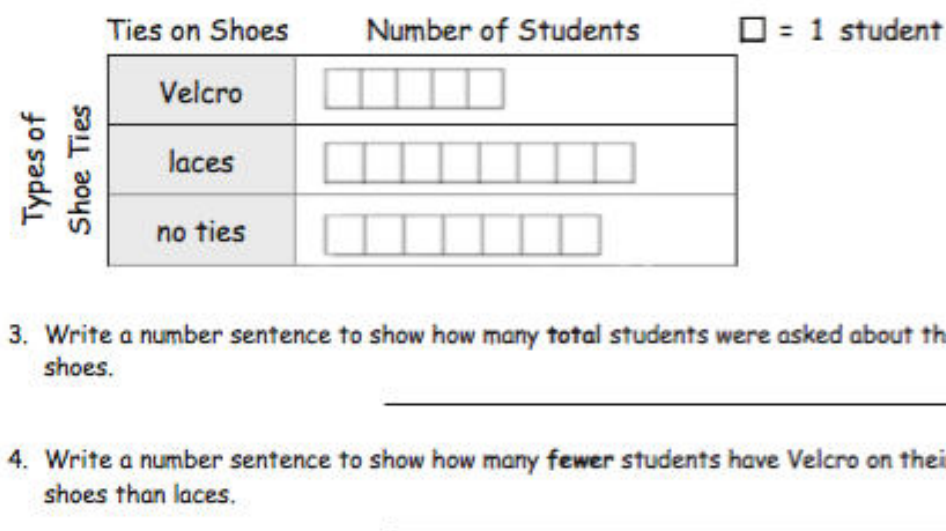 Ties on Shoes Number of Students = 1 student
Types of
Shoe Ties
Velcro
laces
no ties
3. Write a number sentence to show how many total students were asked about
shoes.
4. Write a number sentence to show how many fewer students have Velcro on
shoes than laces.